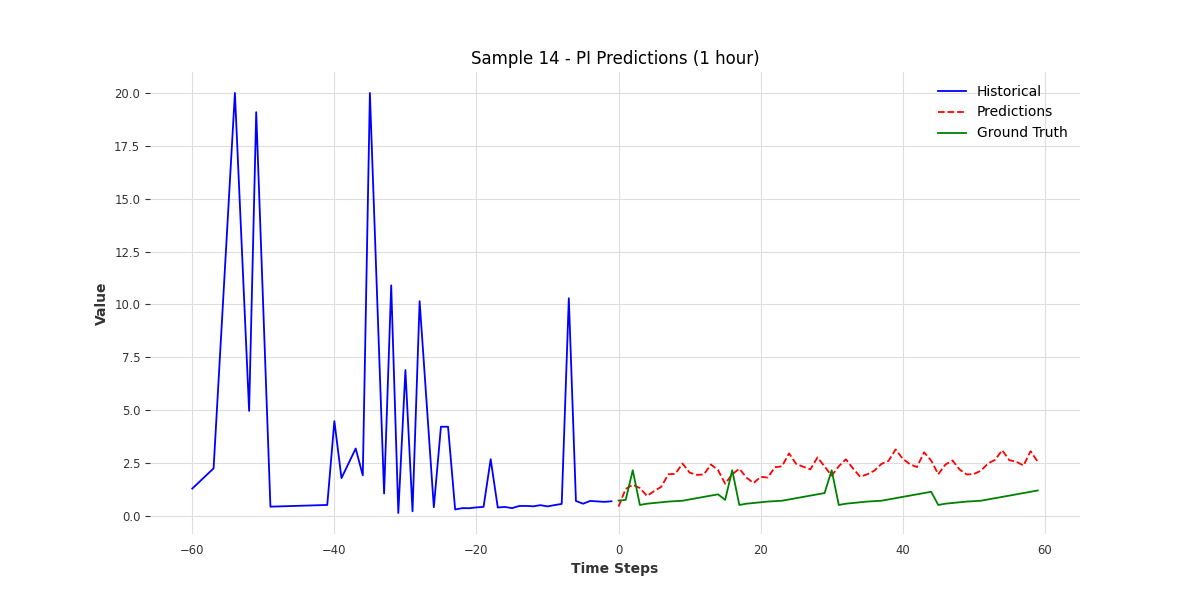 Sample 14 - PI Predictions (1 hour)
Historical
Predictions
Ground Truth
20.0
17.5
15.0
12.5
10.0
7.5
5.0
2.5
0.0
Value
−60
−40
−20
0
20
40
60
Time Steps